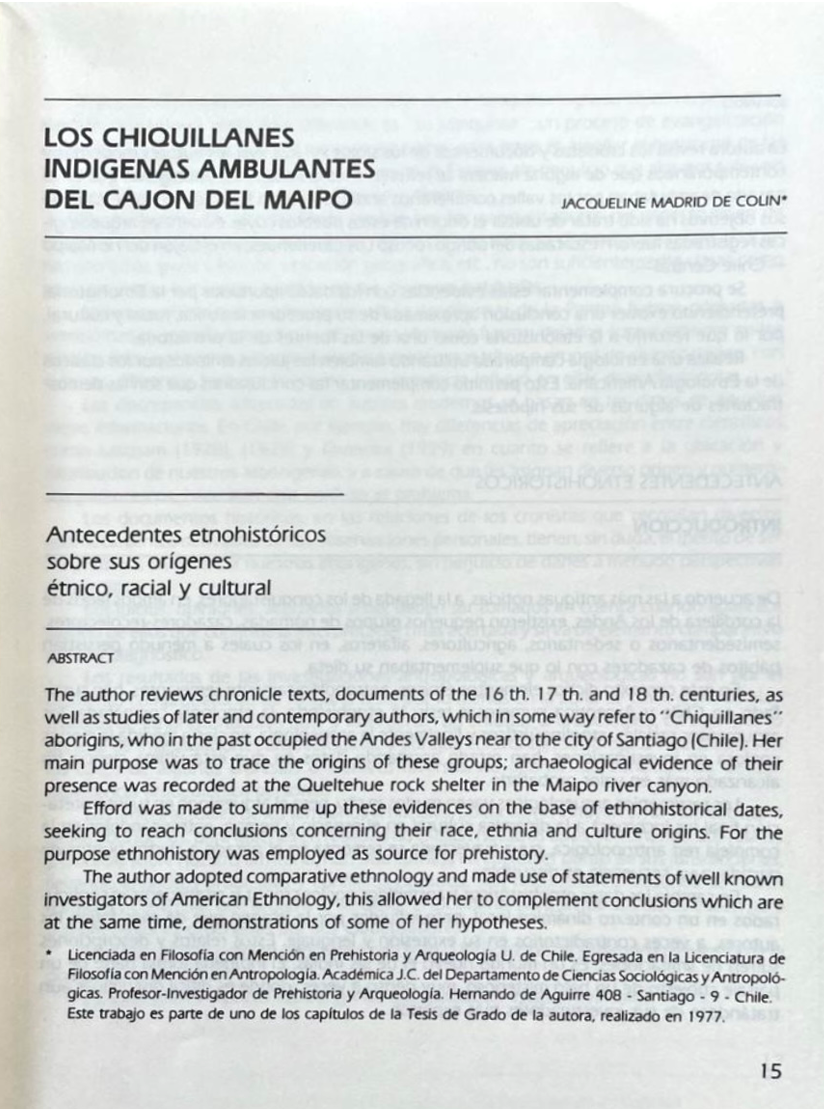 LOS CHIQUILLANES
INDIGENAS AMBULANTES
DEL CAJON DEL MAIPO
JACQUELINE MADRID DE COLIN*
Antecedentes etnohistóricos
sobre sus orígenes
étnico, racial y cultural
ABSTRACT
The author reviews chronicle texts, documents of the 16 th. 17 th. and 18 th. centuries, as
well as studies of later and contemporary authors, which in some way refer to "Chiquillanes"
aborigins, who in the past occupied the Andes Valleys near to the city of Santiago (Chile). Her
main purpose was to trace the origins of these groups; archaeological evidence of their
presence was recorded at the Queltehue rock shelter in the Maipo river canyon.
Efford was made to summe up these evidences on the base of ethnohistorical dates,
seeking to reach conclusions concerning their race, ethnia and culture origins. For the
purpose ethnohistory was employed as source for prehistory.
The author adopted comparative ethnology and made use of statements of well known
investigators of American Ethnology, this allowed her to complement conclusions which are
at the same time, demonstrations of some of her hypotheses.
* Licenciada en Filosofía con Mención en Prehistoria y Arqueología U. de Chile. Egresada en la Licenciatura de
Filosofía con Mención en Antropología. Académica J.C. del Departamento de Ciencias Sociológicas y Antropoló-
gicas. Profesor-Investigador de Prehistoria y Arqueología. Hernando de Aguirre 408 - Santiago - 9 - Chile.
Este trabajo es parte de uno de los capítulos de la Tesis de Grado de la autora, realizado en 1977.
15